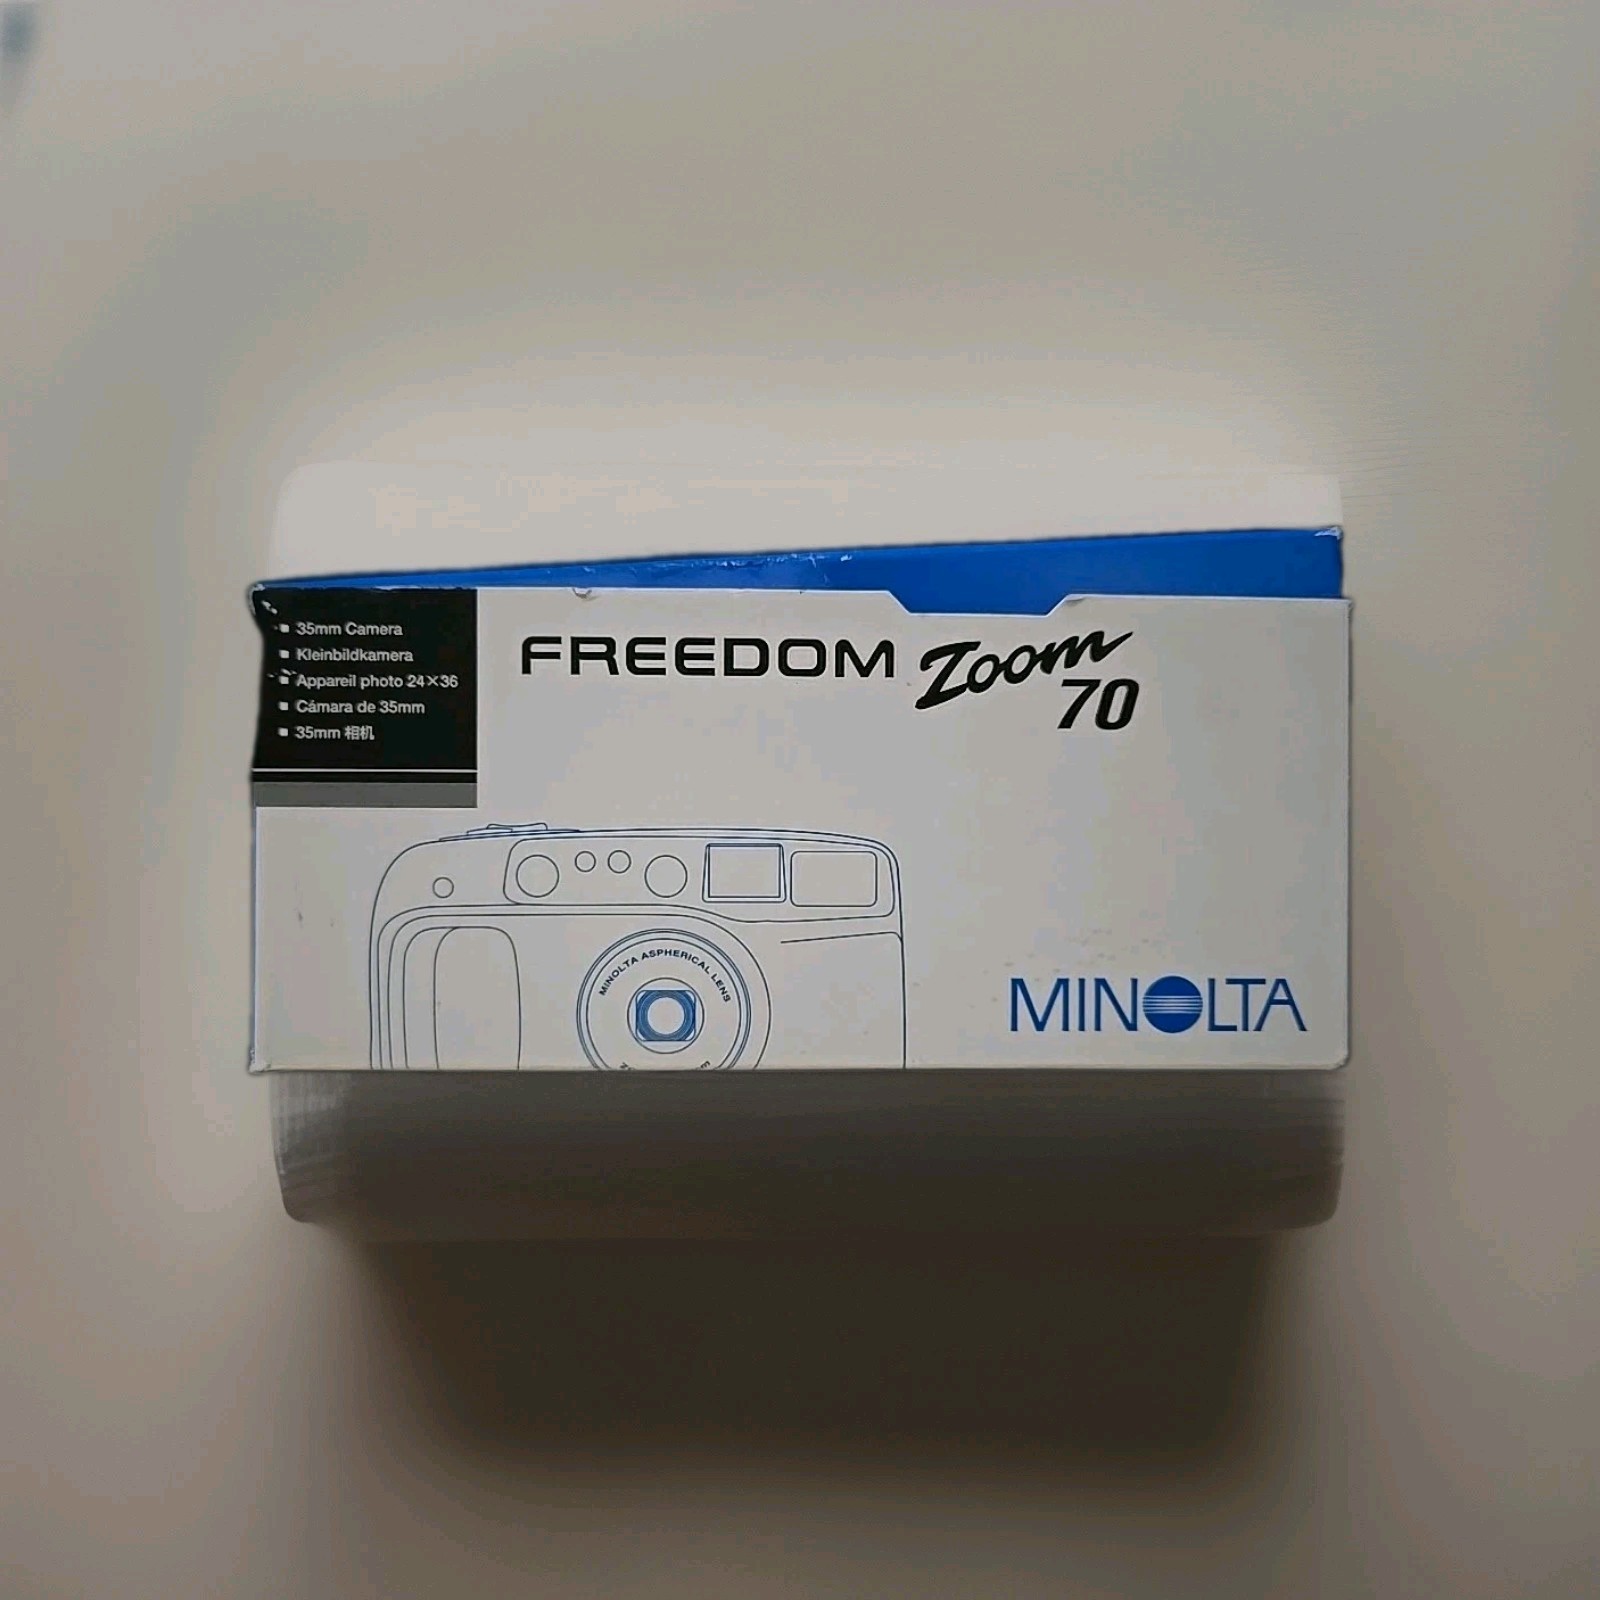 35mm Camera
Kleinbildkamera
Appareil photo 24×36
Cámara de 35mm
35mm 相机
FREEDOM Zoom
70
MINOLTA ASPHERICAL LENS
MINOLTA